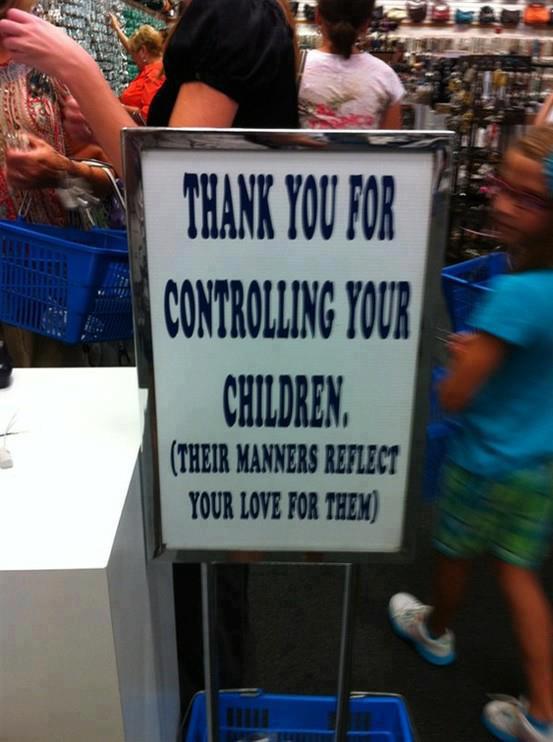 THANK YOU FOR
CONTROLLING YOUR
CHILDREN.
(THEIR MANNERS REFLECT
YOUR LOVE FOR THEM)